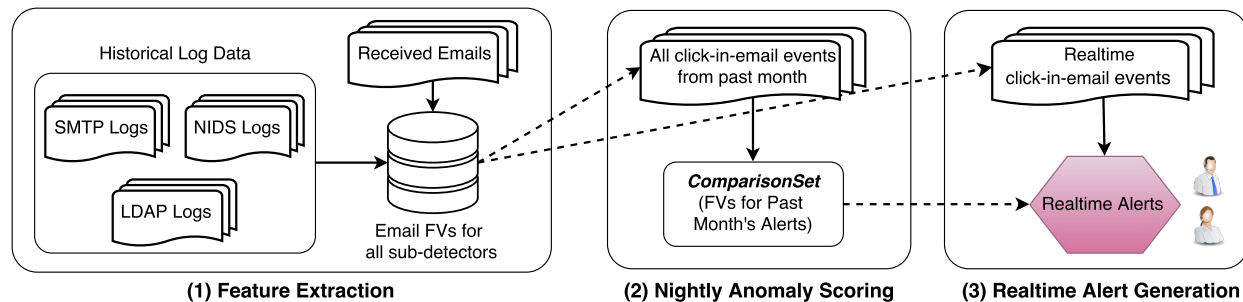 Historical Log Data
SMTP Logs
NIDS Logs
LDAP Logs
Received Emails
Email FVs for
all sub-detectors
(1) Feature Extraction
All click-in-email events
from past month
ComparisonSet
(FVs for Past
Month's Alerts)
(2) Nightly Anomaly Scoring
Realtime
click-in-email events
Realtime Alerts
(3) Realtime Alert Generation